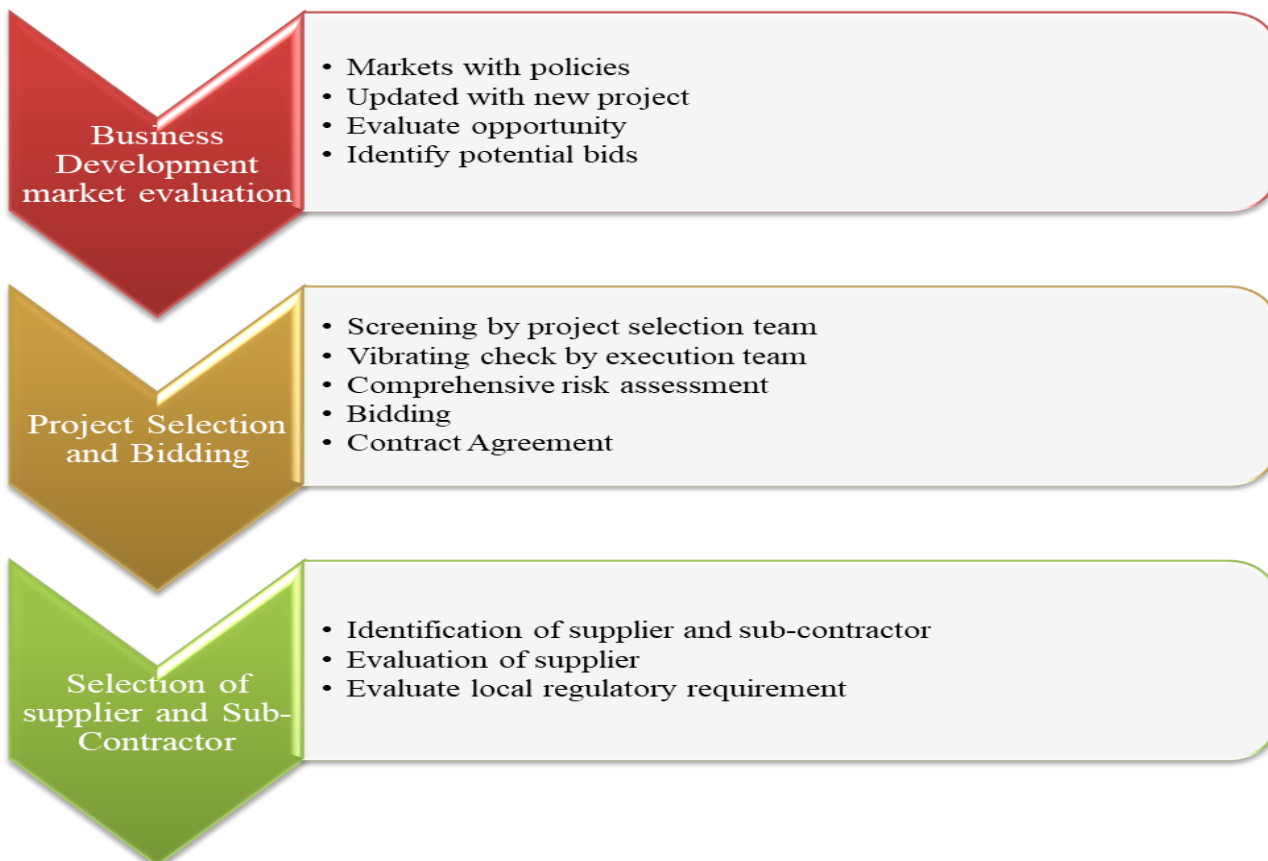 Business
Development
market evaluation
• Markets with policies
• Updated with new project
• Evaluate opportunity
• Identify potential bids
Project Selection
and Bidding
• Screening by project selection team
• Vibrating check by execution team
• Comprehensive risk assessment
• Bidding
• Contract Agreement
Selection of
supplier and Sub-
Contractor
• Identification of supplier and sub-contractor
• Evaluation of supplier
• Evaluate local regulatory requirement